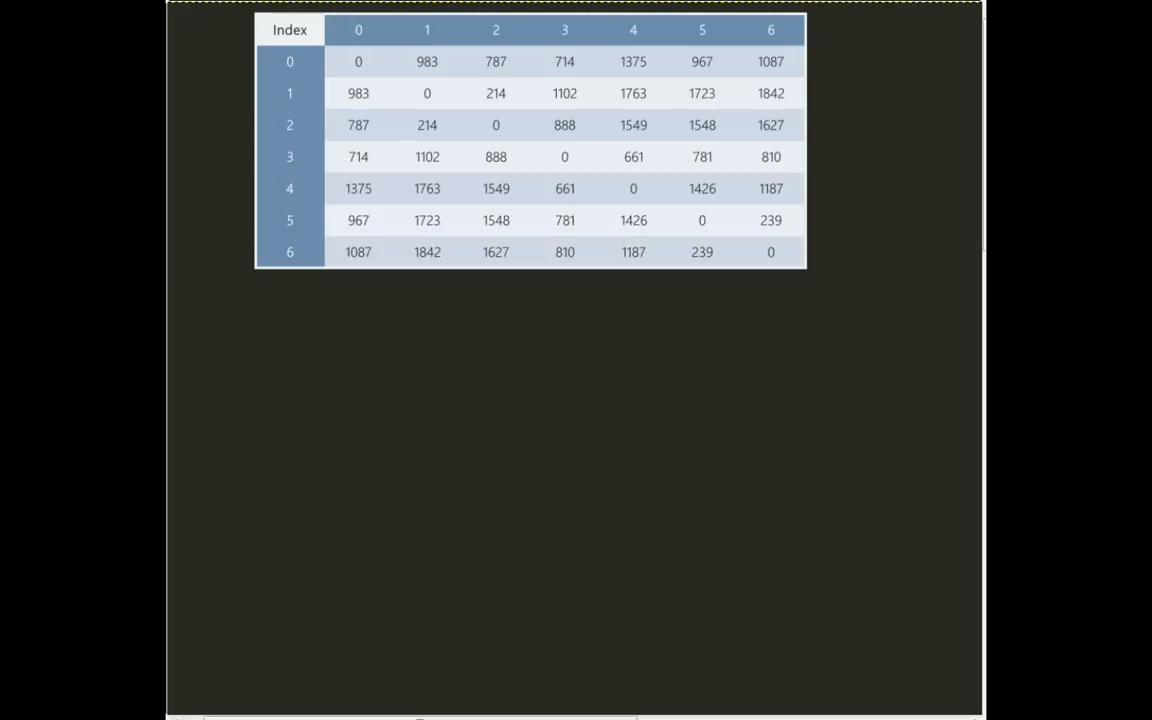 Index 0 1 2 3 4 5 6
0 0 983 787 714 1375 967 1087
1 983 0 214 1102 1763 1723 1842
2 787 214 0 888 1549 1548 1627
3 714 1102 888 0 661 781 810
4 1375 1763 1549 661 0 1426 1187
5 967 1723 1548 781 1426 0 239
6 1087 1842 1627 810 1187 239 0